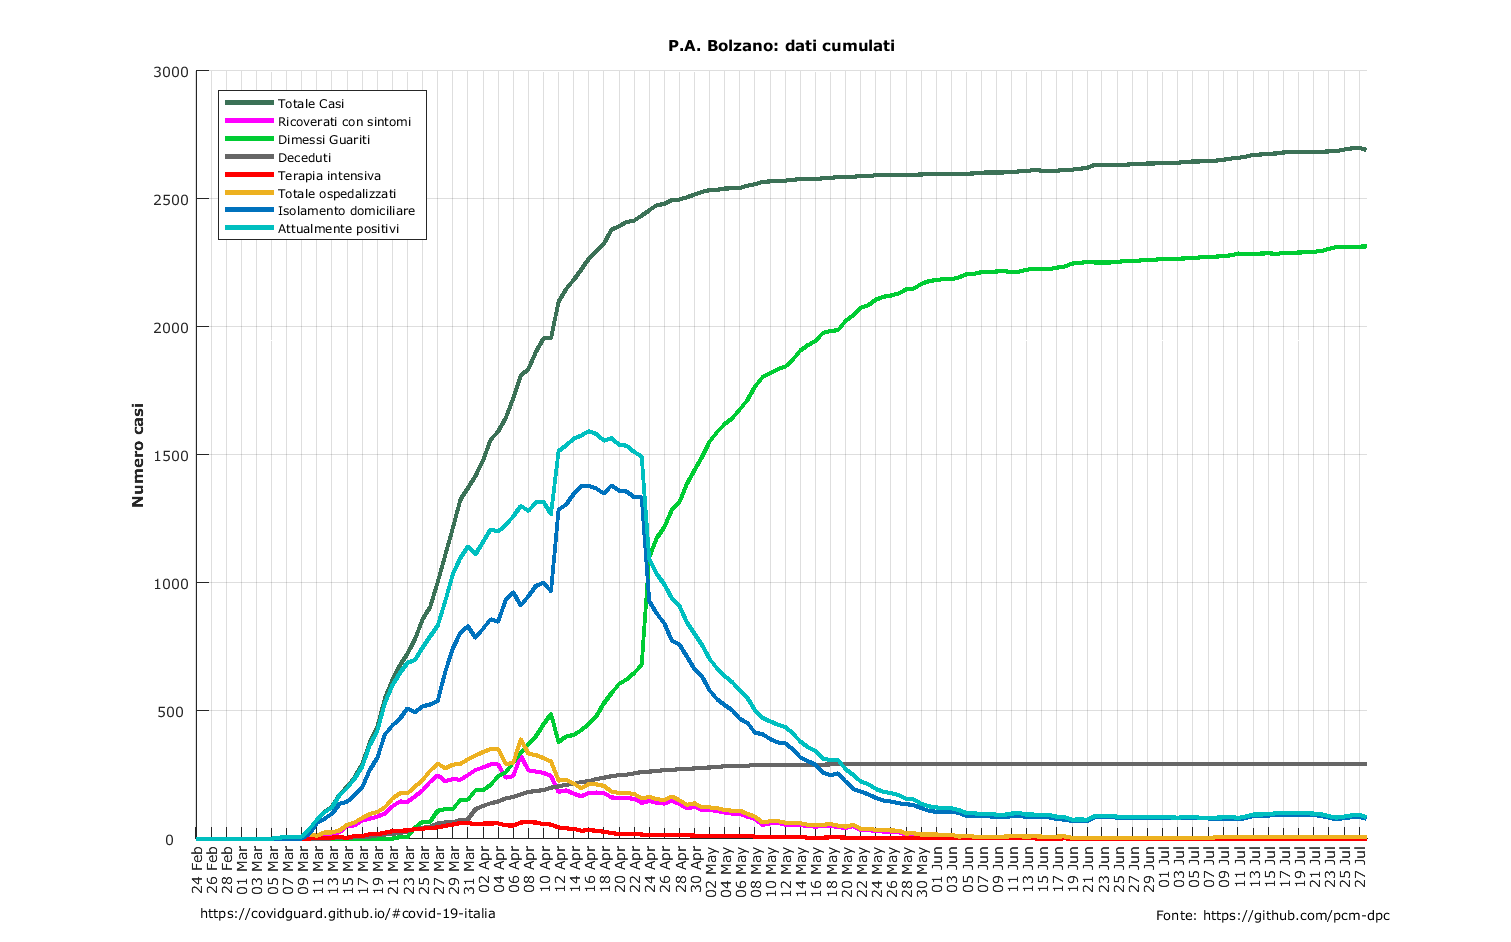 P.A. Bolzano: dati cumulati
3000
2500
2000
1500
1000
500
0
Numero casi
Totale Casi
Ricoverati con sintomi
Dimessi Guariti
Deceduti
Terapia intensiva
Totale ospedalizzati
Isolamento domiciliare
Attualmente positivi
24 Feb
26 Feb
28 Feb
01 Mar
03 Mar
05 Mar
07 Mar
09 Mar
11 Mar
13 Mar
15 Mar
17 Mar
19 Mar
21 Mar
23 Mar
25 Mar
27 Mar
29 Mar
31 Mar
02 Apr
04 Apr
06 Apr
08 Apr
10 Apr
12 Apr
14 Apr
16 Apr
18 Apr
20 Apr
22 Apr
24 Apr
26 Apr
28 Apr
30 Apr
02 May
04 May
06 May
08 May
10 May
12 May
14 May
16 May
18 May
20 May
22 May
24 May
26 May
28 May
30 May
01 Jun
03 Jun
05 Jun
07 Jun
09 Jun
11 Jun
13 Jun
15 Jun
17 Jun
19 Jun
21 Jun
23 Jun
25 Jun
27 Jun
29 Jun
01 Jul
03 Jul
05 Jul
07 Jul
09 Jul
11 Jul
13 Jul
15 Jul
17 Jul
19 Jul
21 Jul
23 Jul
25 Jul
27 Jul
https://covidguard.github.io/#covid-19-italia
Fonte: https://github.com/pcm-dpc